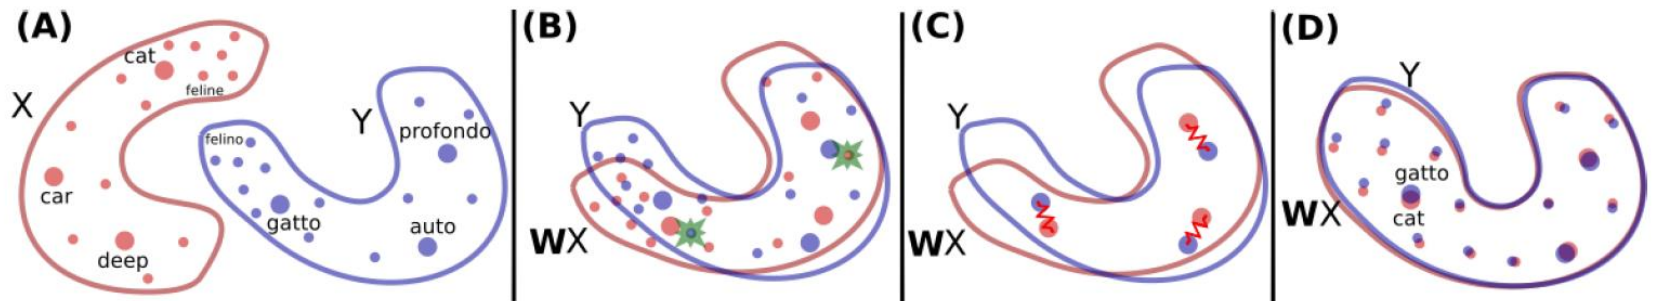 (A)
X
cat
feline
car
deep
Y
felino
profondo
gatto
auto
(B)
Y
WX
(C)
Y
WX
(D)
Y
gatto
cat
WX